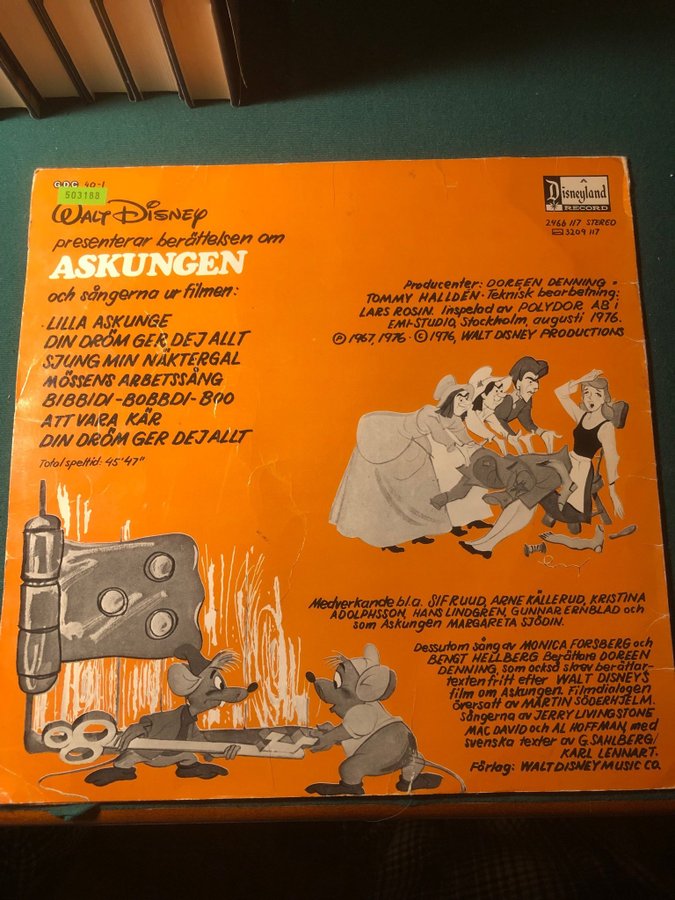 GDC 40-1
503188
WALT DISNEY
presenterar berättelsen om
ASKUNGEN
och sångerna ur filmen:
LILLA ASKUNGE
DIN DRÖM GER DEJ ALLT
SJUNG MIN NÄKTERGAL
MÖSSENS ARBETSSÅNG
BIBBIDI-BOBBDI-BOO
ATT VARA KÄR
DIN DRÖM GER DEJ ALLT
Total speltid: 45'47"
Disneyland
RECORD
2466 117 STEREO
3209 117
Producenter: DOREEN DENNING -
TOMMY HALLDÉN · Teknisk bearbetning:
LARS ROSIN. Inspelad av POLYDOR AB i
EMI-STUDIO, Stockholm, augusti 1976.
Ⓟ 1967, 1976 · © 1976, WALT DISNEY PRODUCTIONS
Medverkande bl.a. SIF RUUD, ARNE KÄLLERUD, KRISTINA
ADOLPHSSON, HANS LINDGREN, GUNNAR ERNBLAD och
som Askungen MARGARETA SJÖDIN.
Dessutom sång av MONICA FORSBERG och
BENGT HELLBERG Berättare DOREEN
DENNING, som också skrev berättar-
texten fritt efter WALT DISNEYS
film om Askungen. Filmdialogen
översatt av MARTIN SÖDERHJELM.
Sångerna av JERRY LIVINGSTONE
MAC DAVID och AL HOFFMAN, med
svenska texter av G. SAHLBERG/
KARL LENNART.
Förlag: WALT DISNEY MUSIC CO.